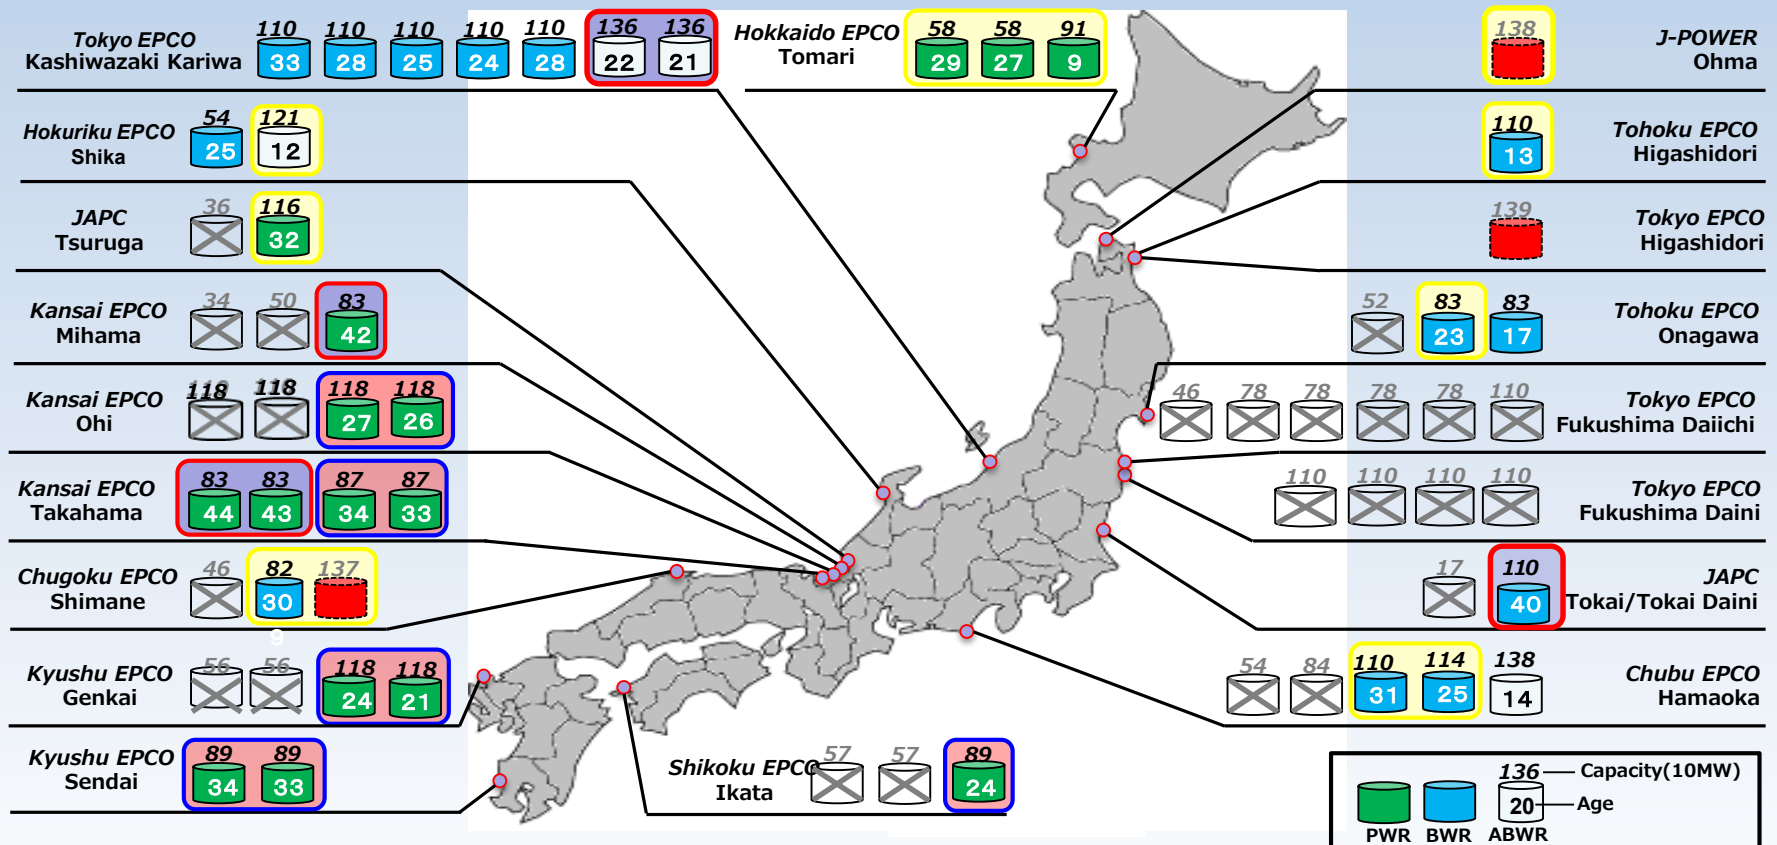 Tokyo EPCO
Kashiwazaki Kariwa
110 110 110 110 110 136 136
33 28 25 24 28 22 21
Hokkaido EPCO
Tomari
58 58 91
29 27 9
138
J-POWER
Ohma
Hokuriku EPCO
Shika
54 121
25 12
110
13
Tohoku EPCO
Higashidori
JAPC
Tsuruga
36 116
32
139
Tokyo EPCO
Higashidori
Kansai EPCO
Mihama
34 50 83
42
52 83 83
23 17
Tohoku EPCO
Onagawa
Kansai EPCO
Ohi
118 118 118 118
27 26
46 78 78 78 78 110
Tokyo EPCO
Fukushima Daiichi
Kansai EPCO
Takahama
83 83 87 87
44 43 34 33
110 110 110 110
Tokyo EPCO
Fukushima Daini
Chugoku EPCO
Shimane
46 82 137
30
9
17 110
40
JAPC
Tokai/Tokai Daini
Kyushu EPCO
Genkai
56 56 118 118
24 21
54 84 110 114 138
31 25 14
Chubu EPCO
Hamaoka
Kyushu EPCO
Sendai
89 89
34 33
Shikoku EPCO
Ikata
57 57 89
24
136 Capacity(10MW)
20 Age
PWR BWR ABWR